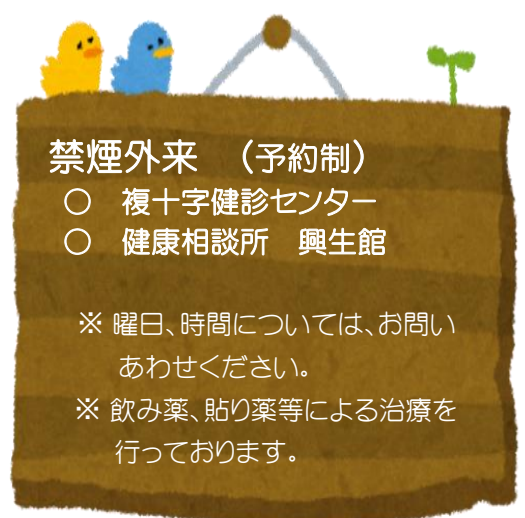 禁煙外来　（予約制）
○　複十字健診センター
○　健康相談所　興生館
※ 曜日、時間については、お問い
あわせください。
※ 飲み薬、貼り薬等による治療を
行っております。